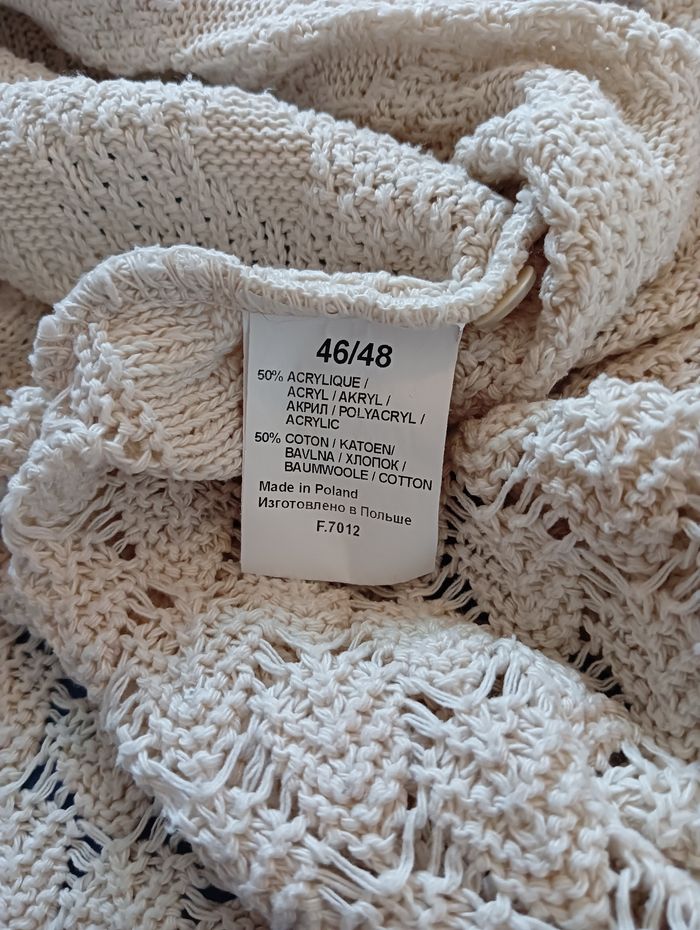 46/48
50% ACRYLIQUE /
ACRYL / AKRYL /
АКРИЛ / POLYACRYL /
ACRYLIC
50% COTON / KATOEN/
BAVLNA / ХЛОПОК /
BAUMWOOLE / COTTON
Made in Poland
Изготовлено в Польше
F.7012